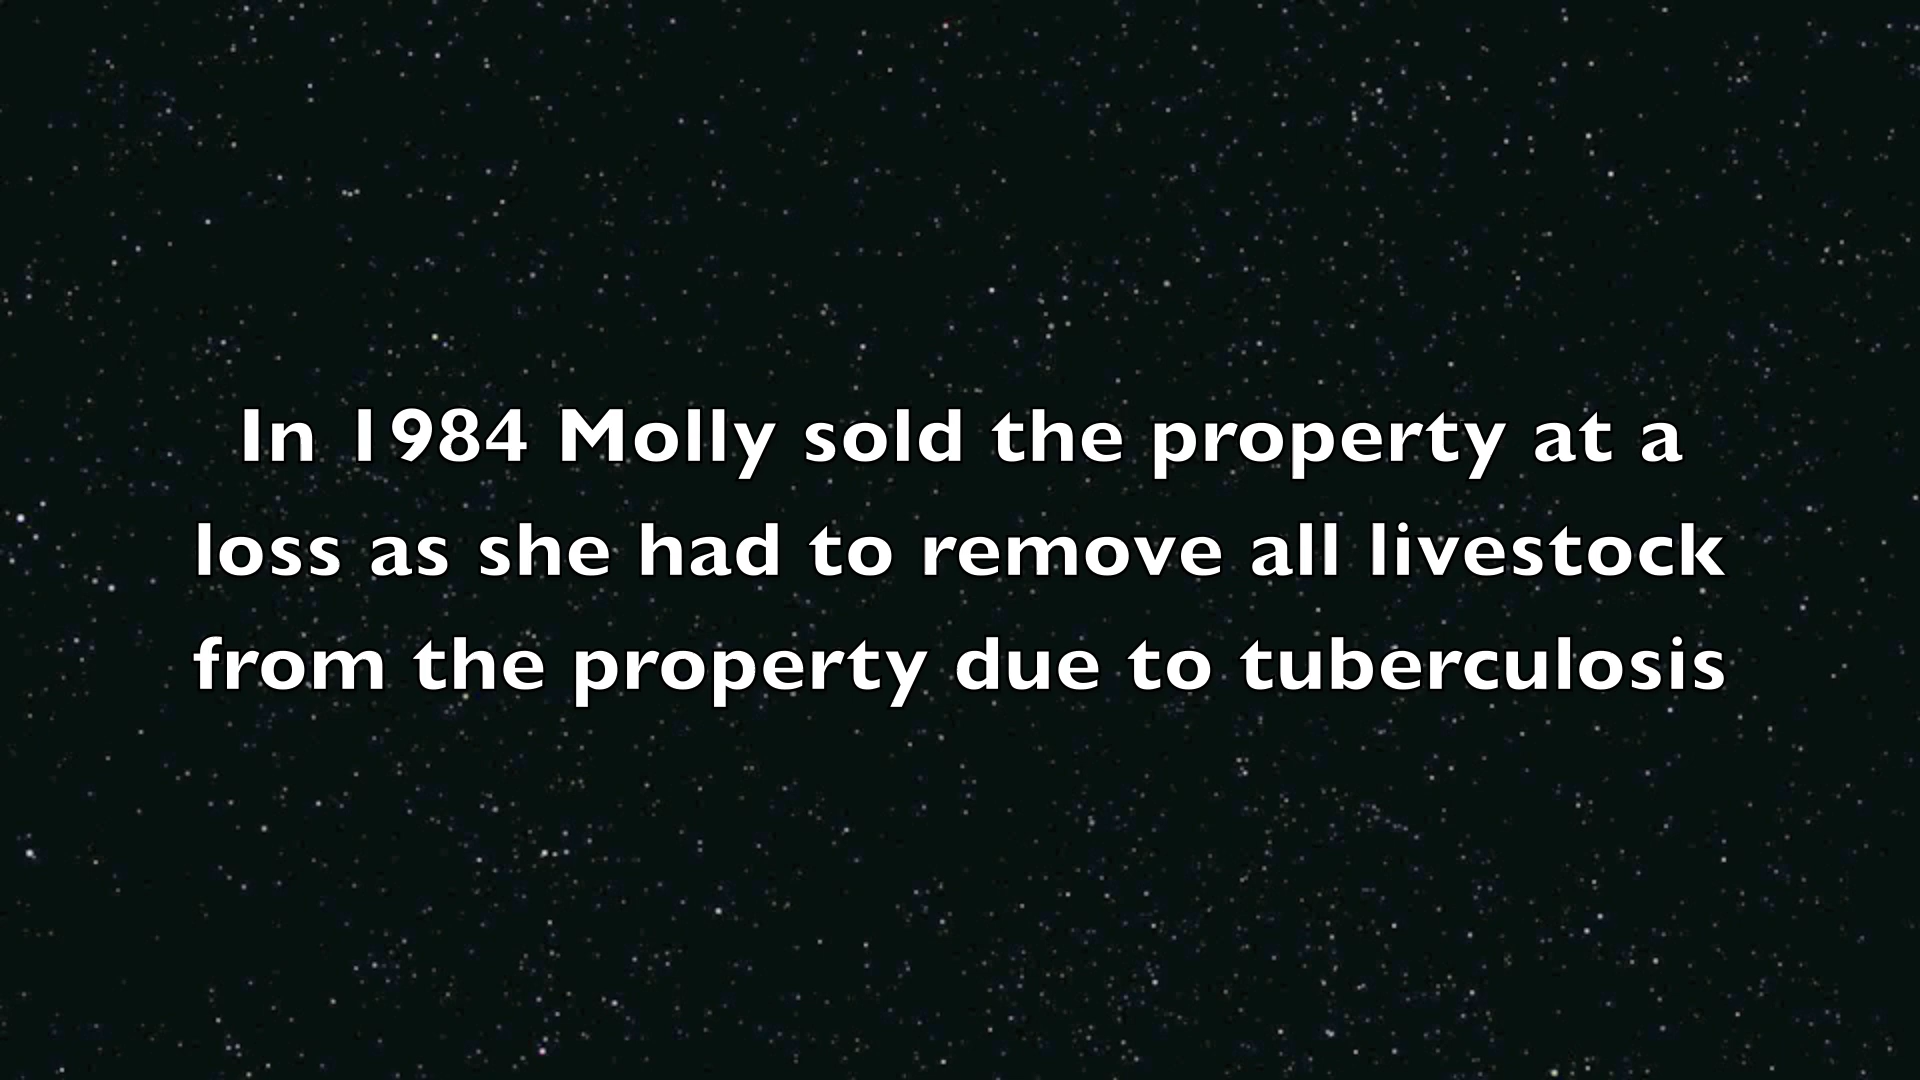 In 1984 Molly sold the property at a
loss as she had to remove all livestock
from the property due to tuberculosis